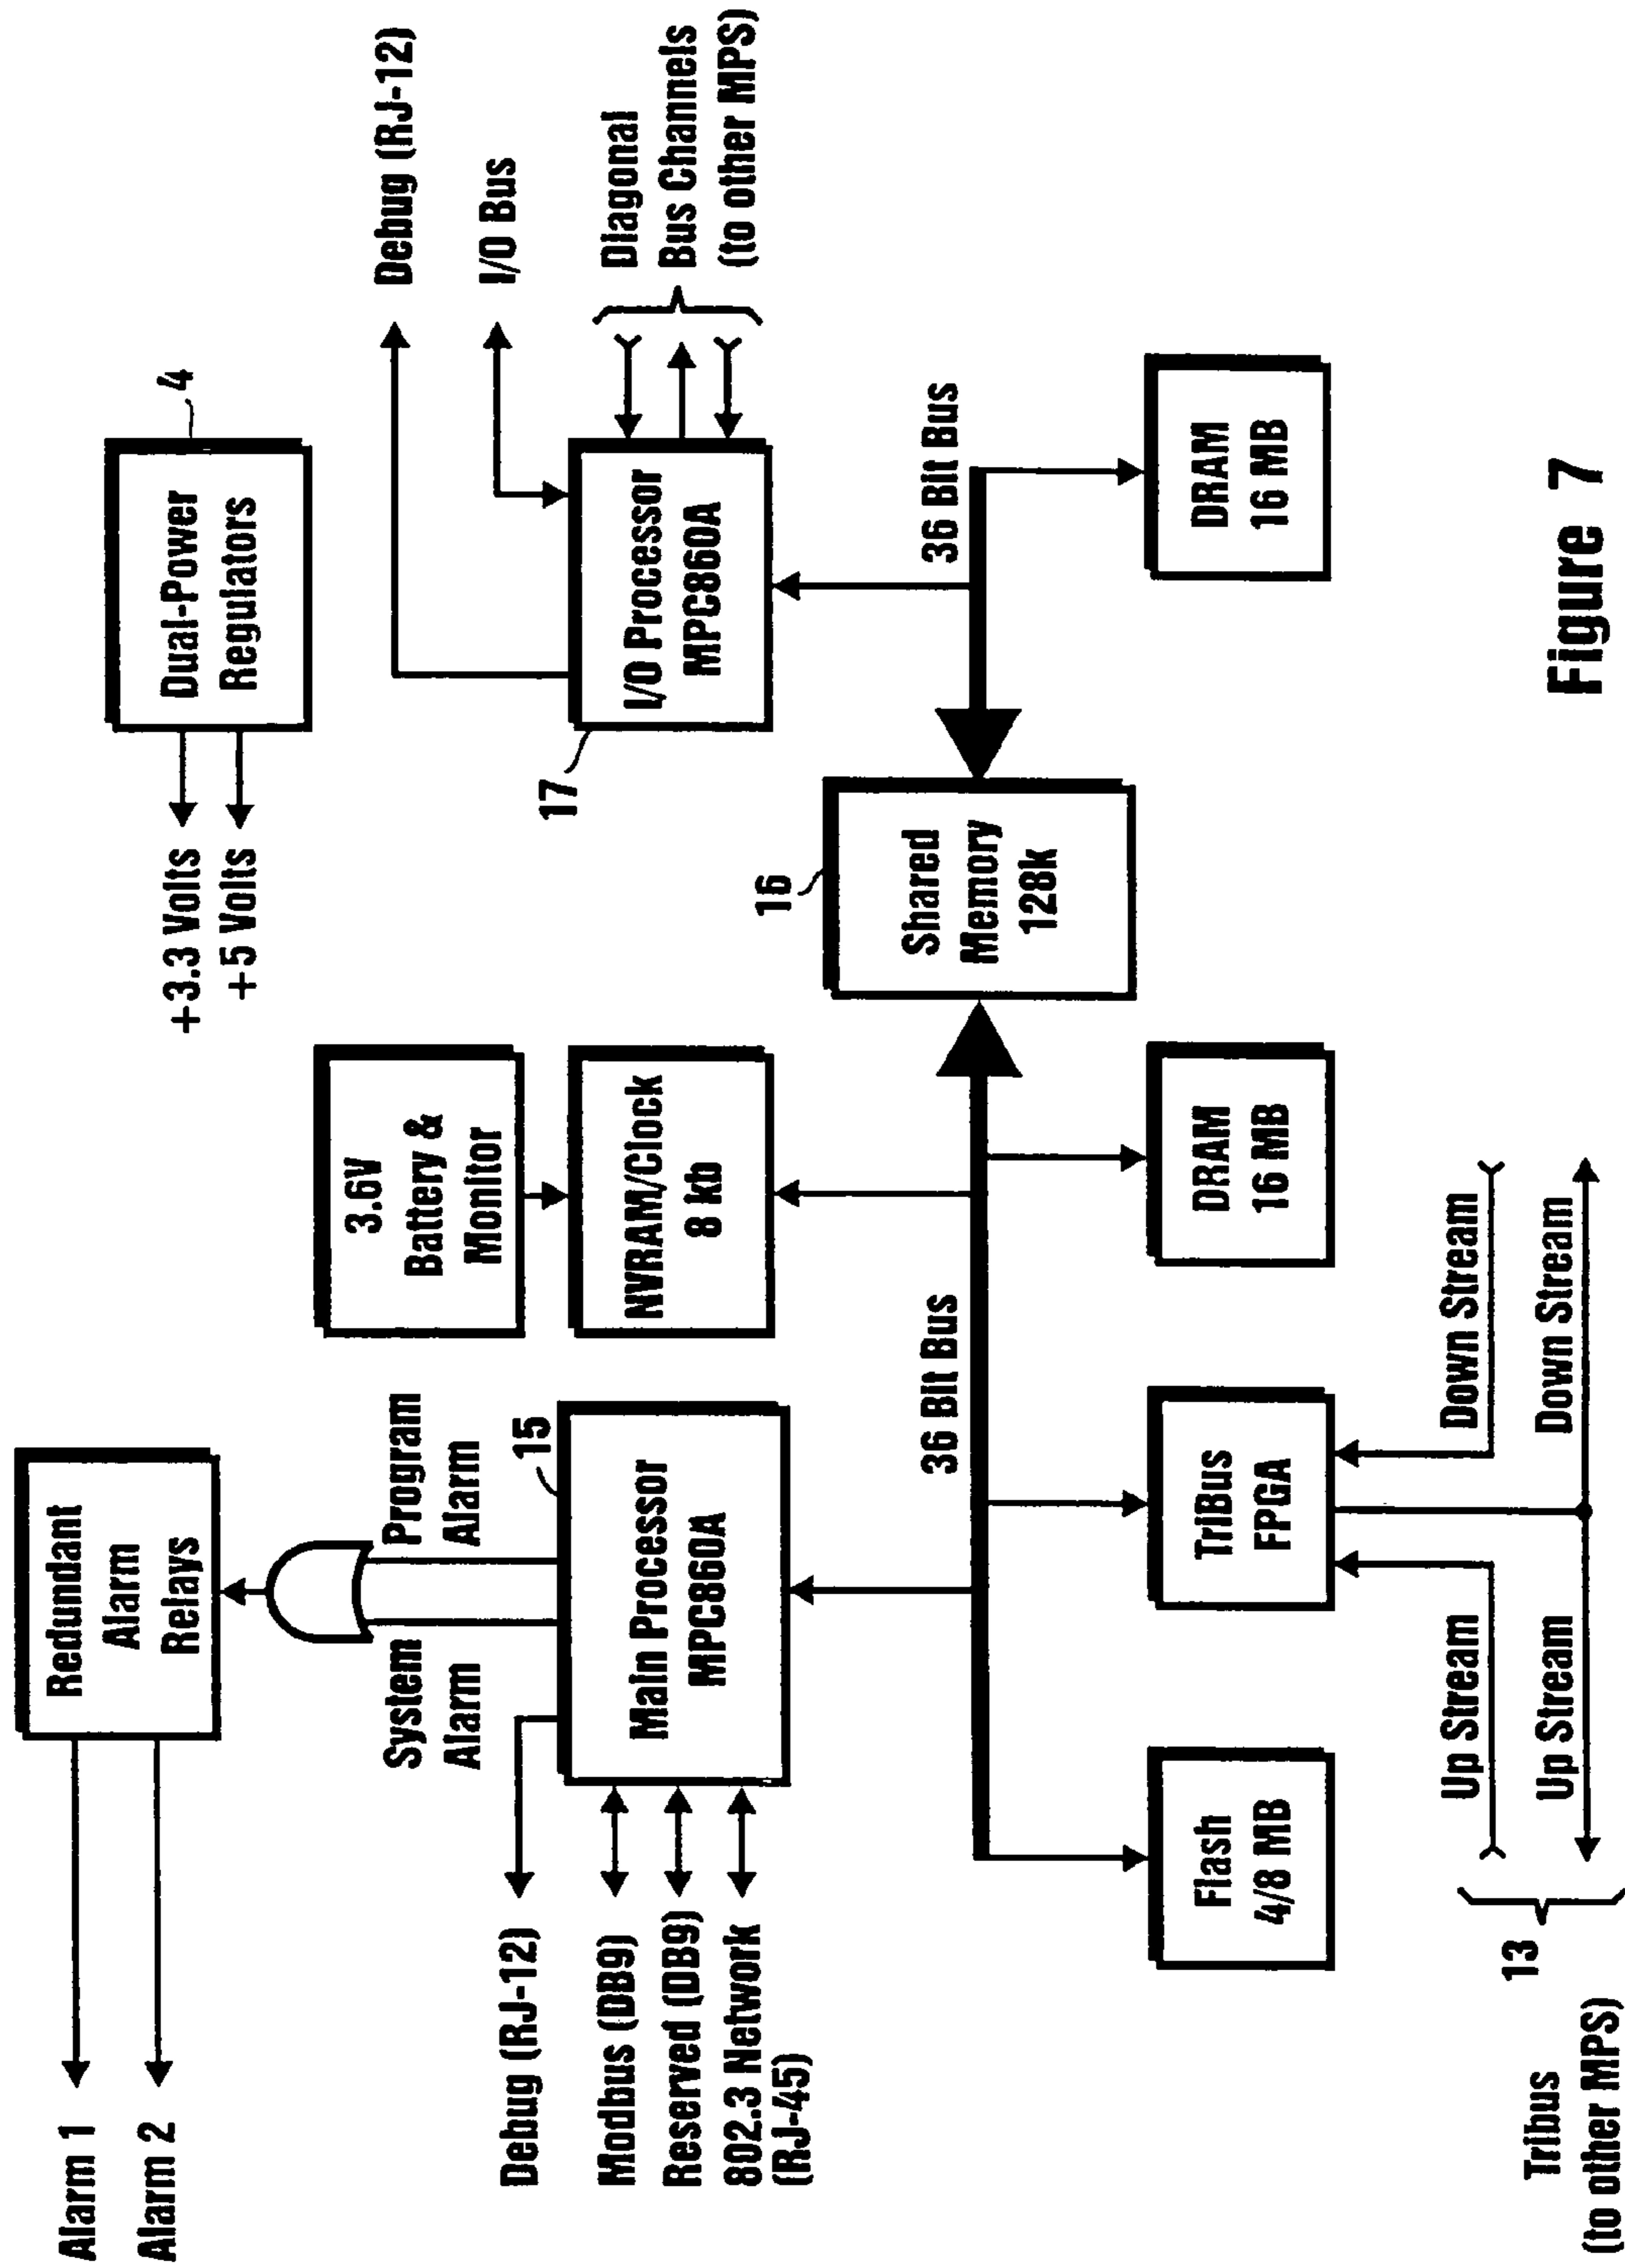 Alarm 1
Alarm 2
Redundant
Alarm
Relays
System
Alarm
Program
Alarm
3.6V
Battery &
Monitor
+3.3 Volts
+5 Volts
Dual-Power
Regulators
4
Debug (RJ-12)
Modbus (DB9)
Reserved (DB9)
802.3 Network
(RJ-45)
15
Main Processor
MPC860A
NVRAM/Clock
8 kb
17
I/O Processor
MPC860A
Debug (RJ-12)
I/O Bus
Diagonal
Bus Channels
(to other MPS)
36 Bit Bus
16
Shared
Memory
128k
36 Bit Bus
Flash
4/8 MB
TriBus
FPGA
DRAM
16 MB
DRAM
16 MB
Up Stream
Down Stream
Up Stream
Down Stream
13
Tribus
(to other MPS)
Figure 7